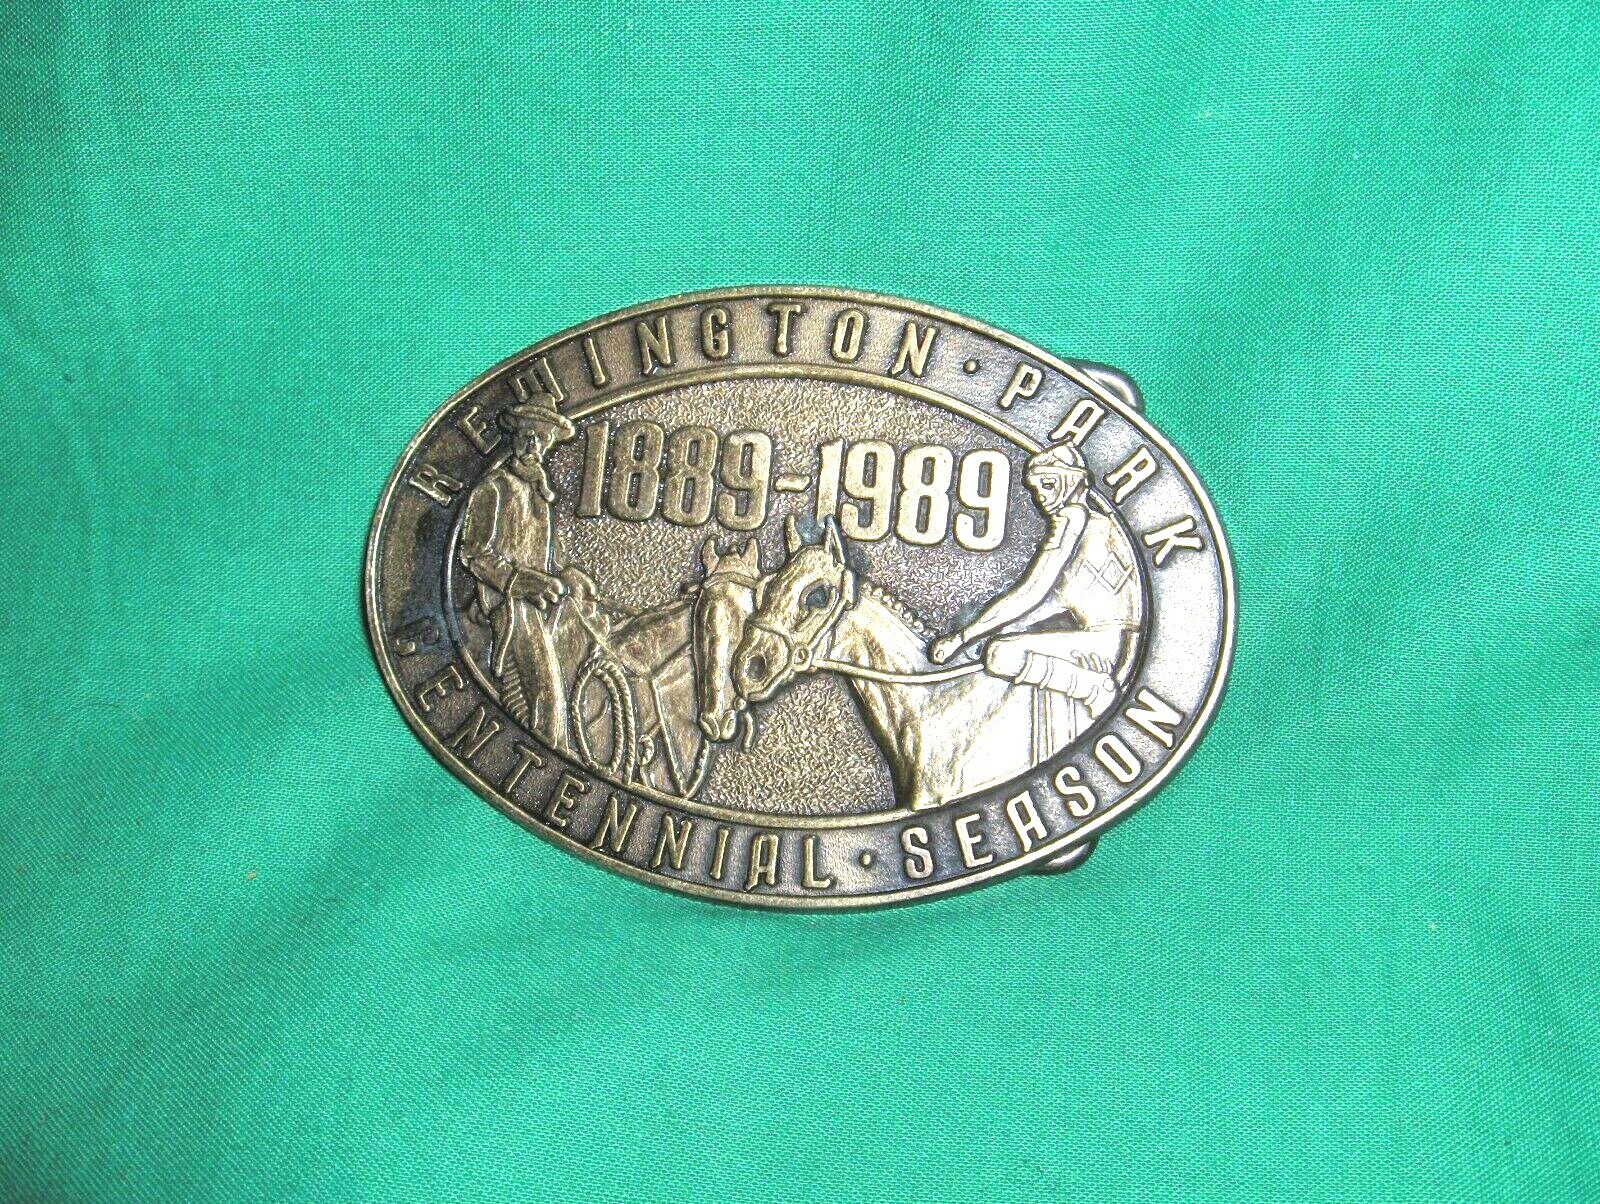 REMINGTON · PARK
1889-1989
CENTENNIAL · SEASON